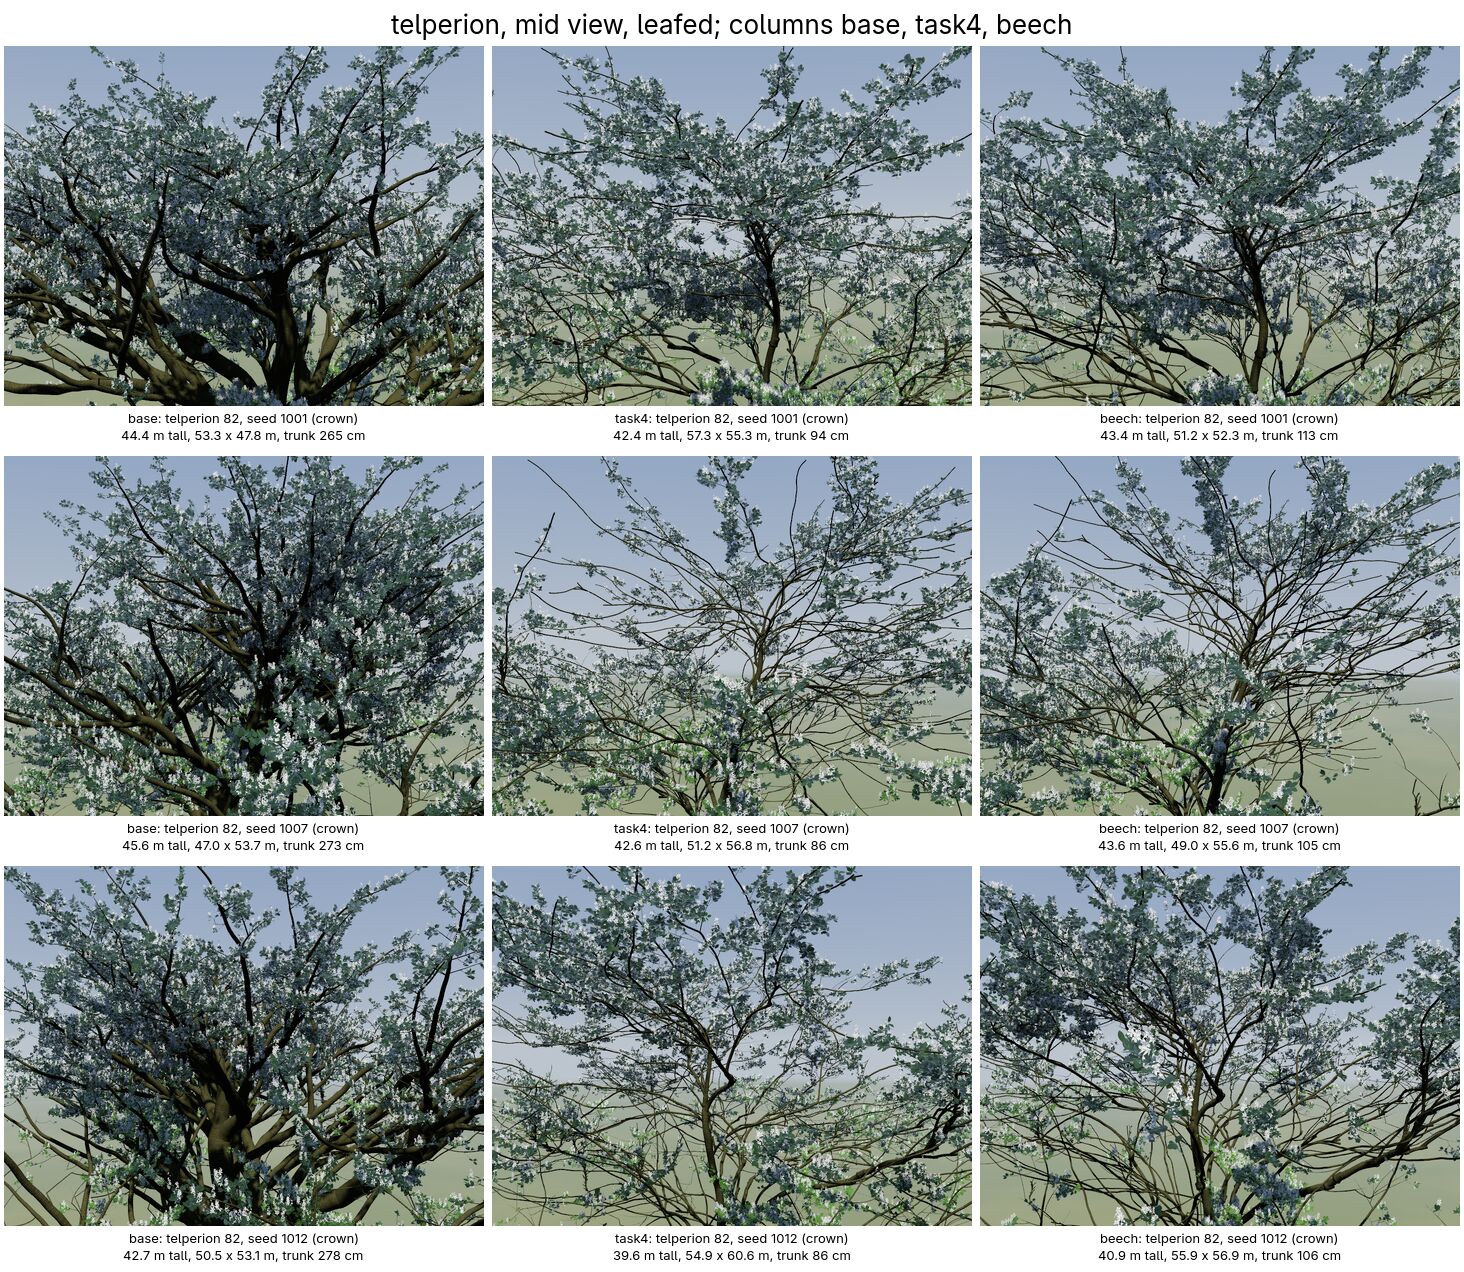 telperion, mid view, leafed; columns base, task4, beech
base: telperion 82, seed 1001 (crown)
44.4 m tall, 53.3 x 47.8 m, trunk 265 cm
task4: telperion 82, seed 1001 (crown)
42.4 m tall, 57.3 x 55.3 m, trunk 94 cm
beech: telperion 82, seed 1001 (crown)
43.4 m tall, 51.2 x 52.3 m, trunk 113 cm
base: telperion 82, seed 1007 (crown)
45.6 m tall, 47.0 x 53.7 m, trunk 273 cm
task4: telperion 82, seed 1007 (crown)
42.6 m tall, 51.2 x 56.8 m, trunk 86 cm
beech: telperion 82, seed 1007 (crown)
43.6 m tall, 49.0 x 55.6 m, trunk 105 cm
base: telperion 82, seed 1012 (crown)
42.7 m tall, 50.5 x 53.1 m, trunk 278 cm
task4: telperion 82, seed 1012 (crown)
39.6 m tall, 54.9 x 60.6 m, trunk 86 cm
beech: telperion 82, seed 1012 (crown)
40.9 m tall, 55.9 x 56.9 m, trunk 106 cm